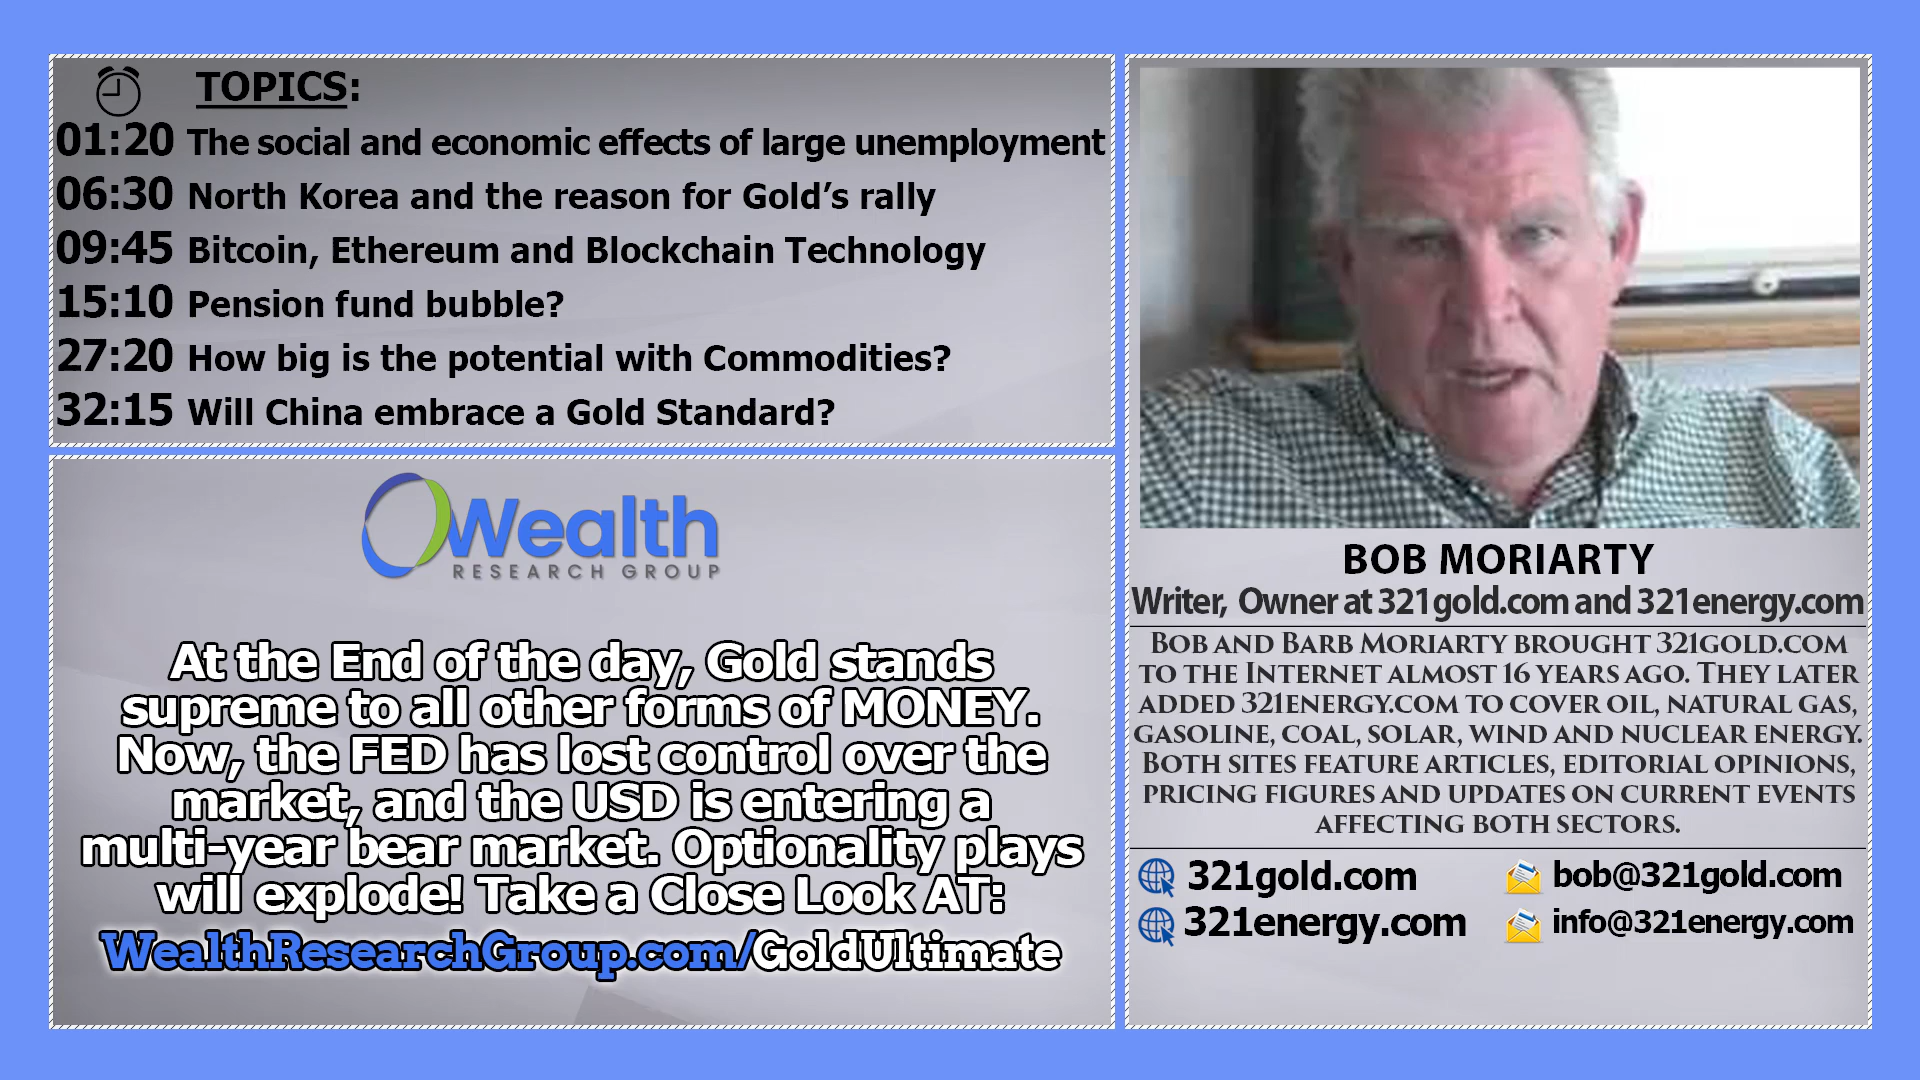 TOPICS:
01:20 The social and economic effects of large unemployment
06:30 North Korea and the reason for Gold's rally
09:45 Bitcoin, Ethereum and Blockchain Technology
15:10 Pension fund bubble?
27:20 How big is the potential with Commodities?
32:15 Will China embrace a Gold Standard?
Wealth
RESEARCH GROUP
At the End of the day, Gold stands
supreme to all other forms of MONEY.
Now, the FED has lost control over the
market, and the USD is entering a
multi-year bear market. Optionality plays
will explode! Take a Close Look AT:
WealthResearchGroup.com/GoldUltimate
BOB MORIARTY
Writer, Owner at 321gold.com and 321energy.com
BOB AND BARB MORIARTY BROUGHT 321GOLD.COM
TO THE INTERNET ALMOST 16 YEARS AGO. THEY LATER
ADDED 321ENERGY.COM TO COVER OIL, NATURAL GAS,
GASOLINE, COAL, SOLAR, WIND AND NUCLEAR ENERGY.
BOTH SITES FEATURE ARTICLES, EDITORIAL OPINIONS,
PRICING FIGURES AND UPDATES ON CURRENT EVENTS
AFFECTING BOTH SECTORS.
321gold.com bob@321gold.com
321energy.com info@321energy.com